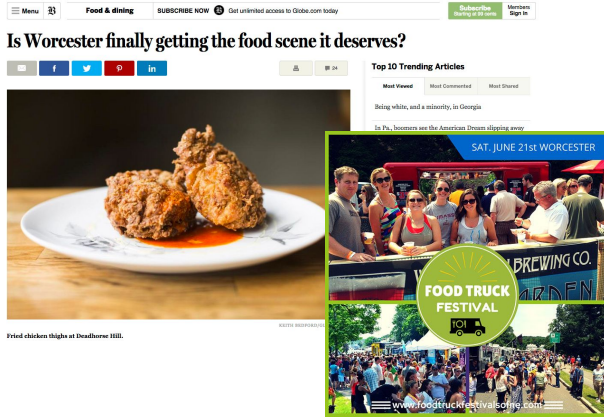 Menu
B
Food & dining
SUBSCRIBE NOW
Get unlimited access to Globe.com today
Subscribe
Starting at 99 cents
Members
Sign In
Is Worcester finally getting the food scene it deserves?
f
in
24
Top 10 Trending Articles
Most Viewed
Most Commented
Most Shared
Being white, and a minority, in Georgia
In Pa., boomers see the American Dream slipping away
Fried chicken thighs at Deadhorse Hill.
SAT. JUNE 21st WORCESTER
BREWING CO.
FOOD TRUCK
FESTIVAL
www.foodtruckfestivalsofne.com